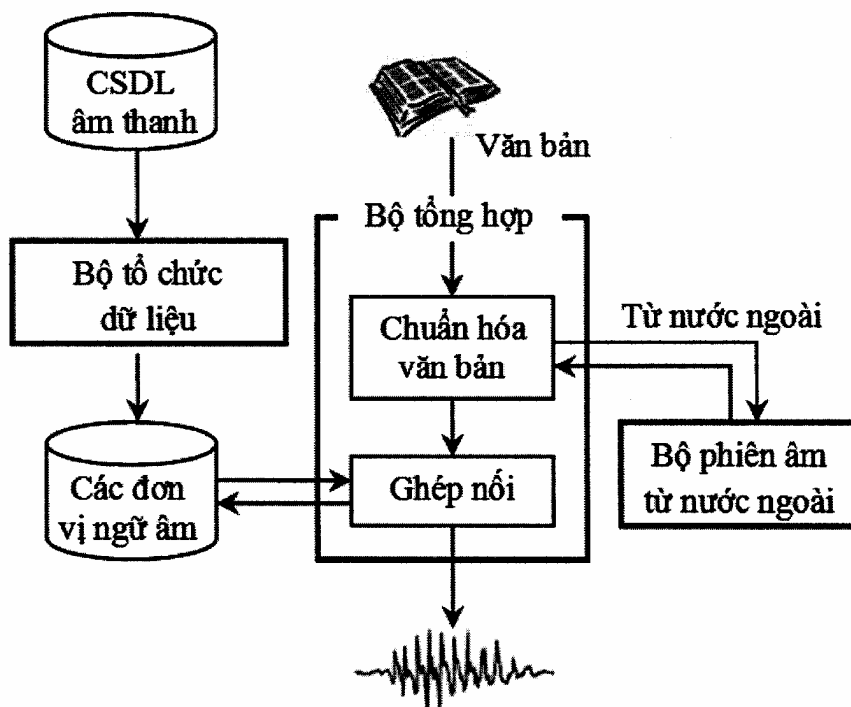 CSDL
âm thanh
Bộ tổ chức
dữ liệu
Các đơn
vị ngữ âm
Văn bản
Bộ tổng hợp
Chuẩn hóa
văn bản
Ghép nối
Từ nước ngoài
Bộ phiên âm
từ nước ngoài